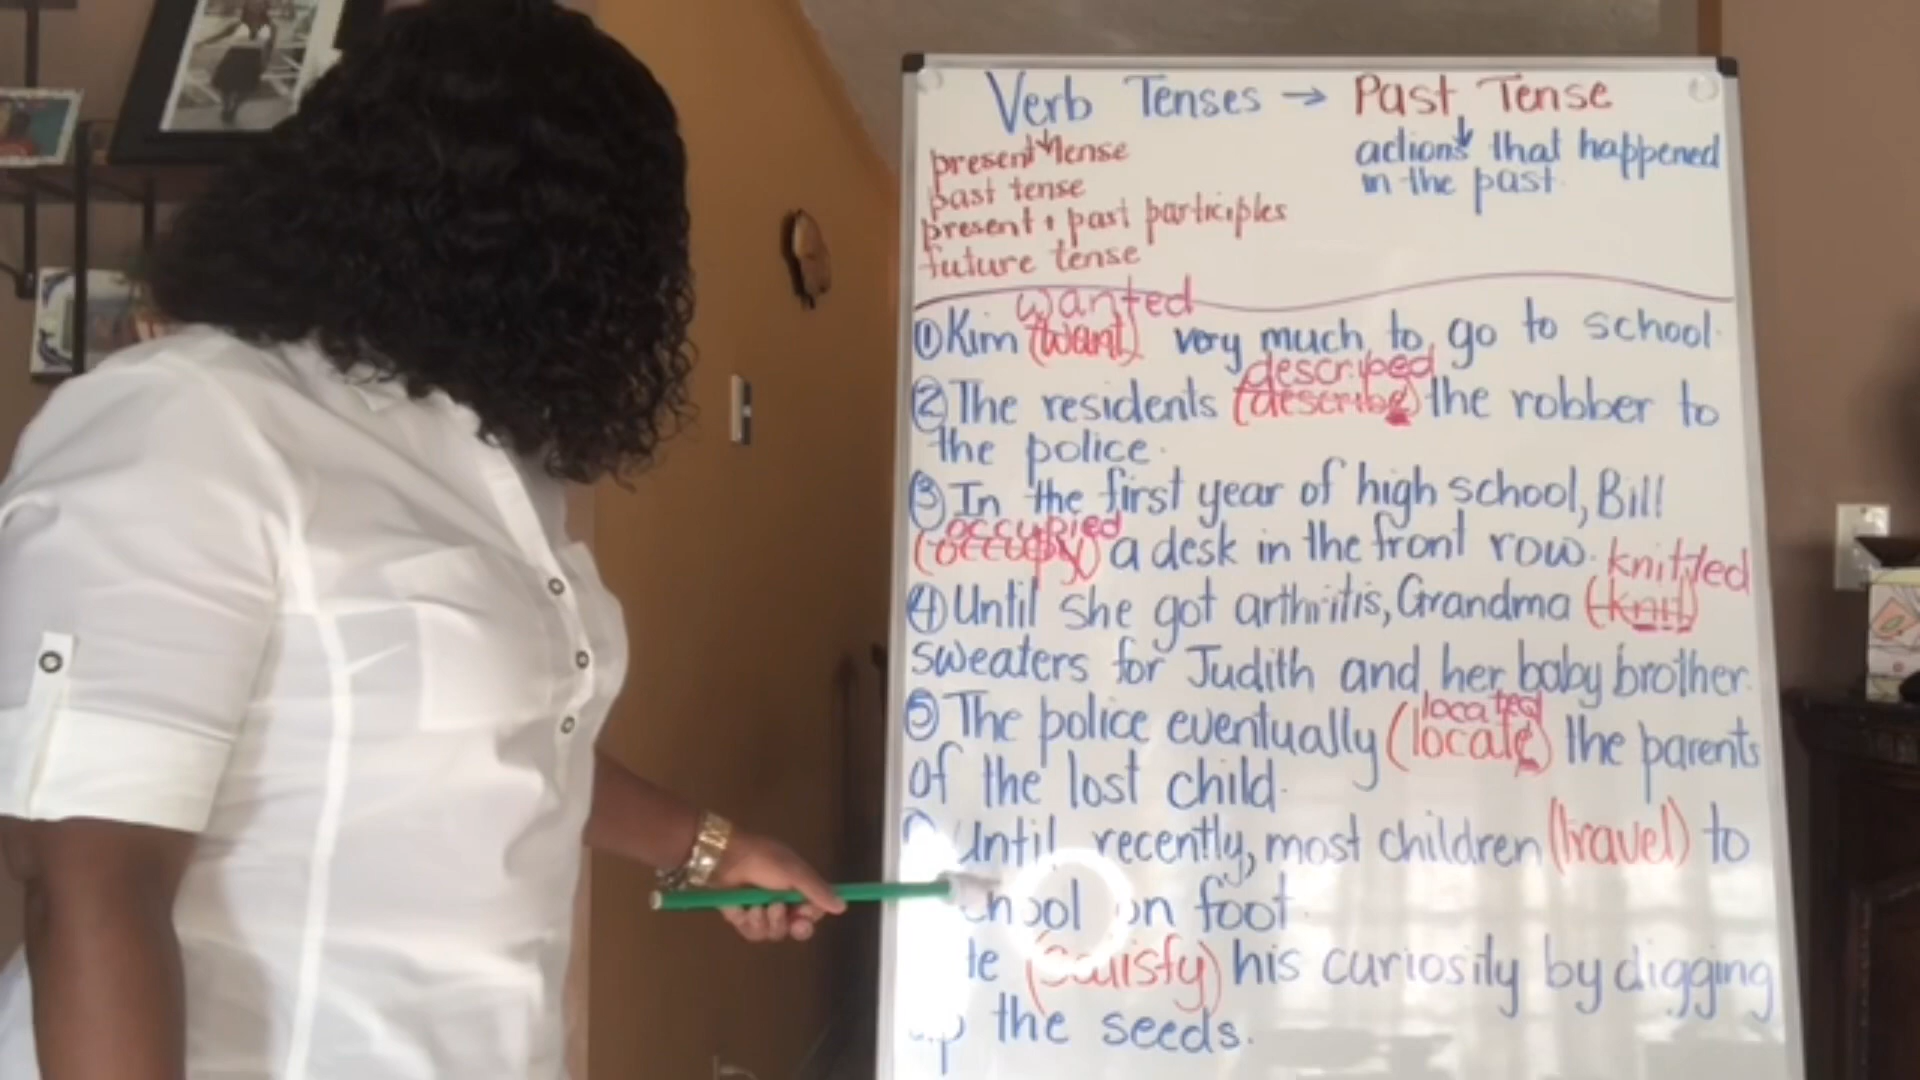 Verb Tenses → Past Tense
present tense
past tense
present + past participles
future tense
actions that happened
in the past
wanted
① Kim (want) very much to go to school.
described
② The residents (describe) the robber to
the police.
③ In the first year of high school, Bill
occupied
(occupy) a desk in the front row.
knitted
④ Until she got arthritis, Grandma (knit)
sweaters for Judith and her baby brother.
located
⑤ The police eventually (locate) the parents
of the lost child.
Until recently, most children (travel) to
on foot.
(satisfy) his curiosity by digging
the seeds.